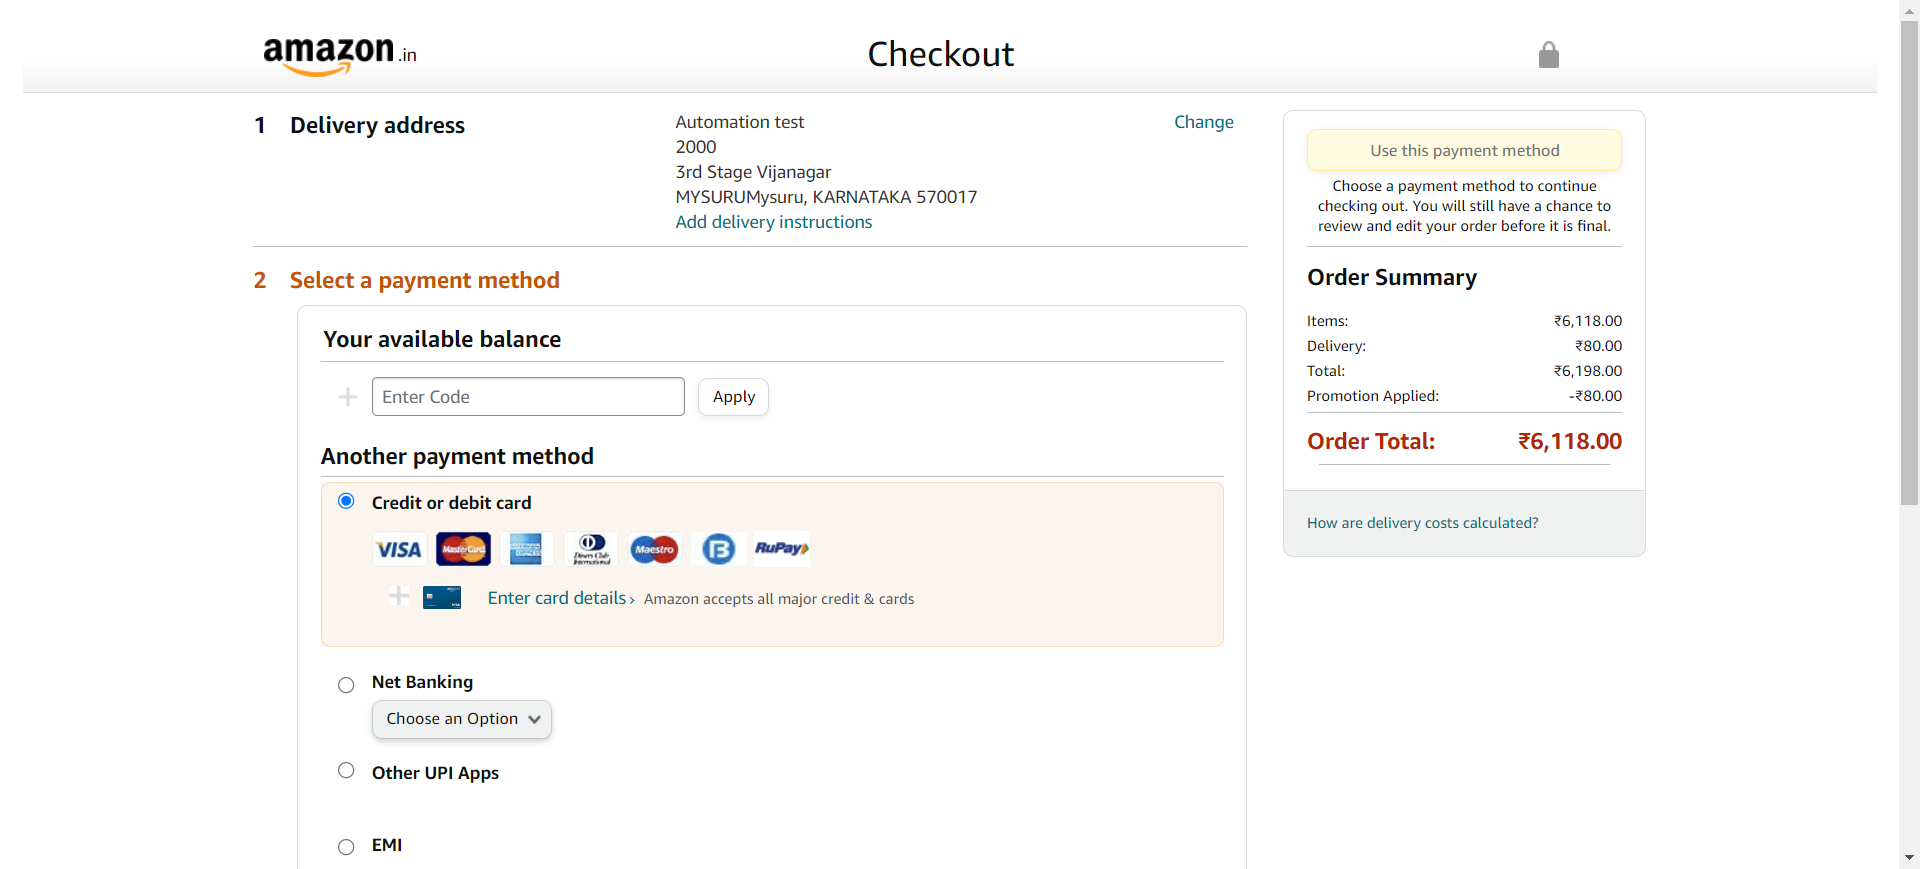 amazon.in
Checkout
1 Delivery address
Automation test
2000
3rd Stage Vijanagar
MYSURUMysuru, KARNATAKA 570017
Add delivery instructions
Change
2 Select a payment method
Your available balance
Enter Code
Apply
Another payment method
Credit or debit card
VISA MasterCard Diners Club International Maestro B RuPay
Enter card details › Amazon accepts all major credit & cards
Net Banking
Choose an Option
Other UPI Apps
EMI
Use this payment method
Choose a payment method to continue
checking out. You will still have a chance to
review and edit your order before it is final.
Order Summary
Items: ₹6,118.00
Delivery: ₹80.00
Total: ₹6,198.00
Promotion Applied: -₹80.00
Order Total: ₹6,118.00
How are delivery costs calculated?